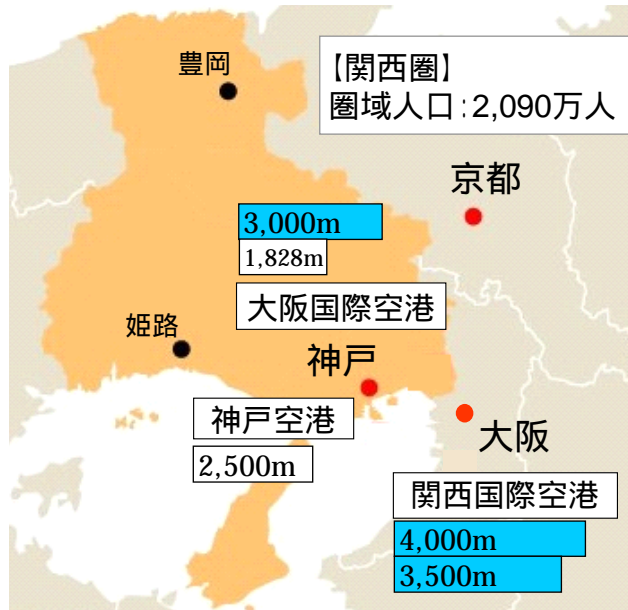 豊岡
【関西圏】
圏域人口:2,090万人
京都
3,000m
1,828m
大阪国際空港
姫路
神戸
神戸空港
2,500m
大阪
関西国際空港
4,000m
3,500m